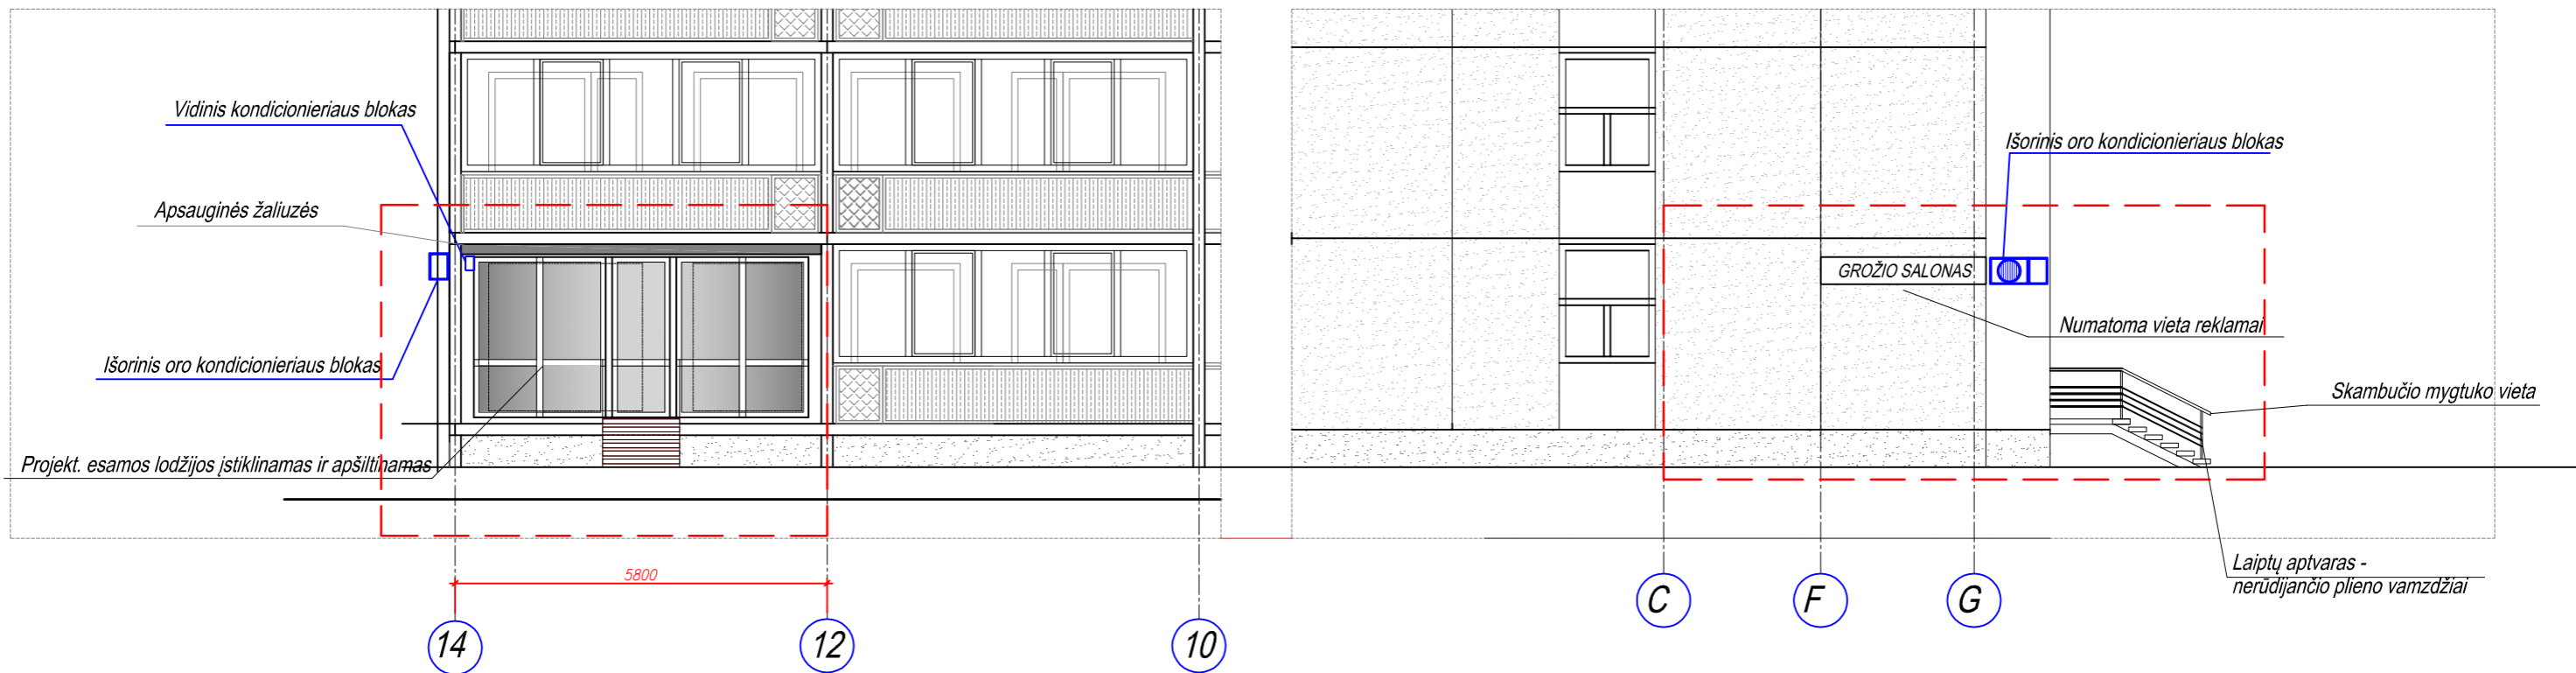 Vidinis kondicionieriaus blokas
Apsauginės žaliuzės
Išorinis oro kondicionieriaus blokas
Projekt. esamos lodžijos įstiklinamas ir apšiltinamas
5800
14
12
10
Išorinis oro kondicionieriaus blokas
GROŽIO SALONAS
Numatoma vieta reklamai
Skambučio mygtuko vieta
Laiptų aptvaras -
nerūdijančio plieno vamzdžiai
C
F
G